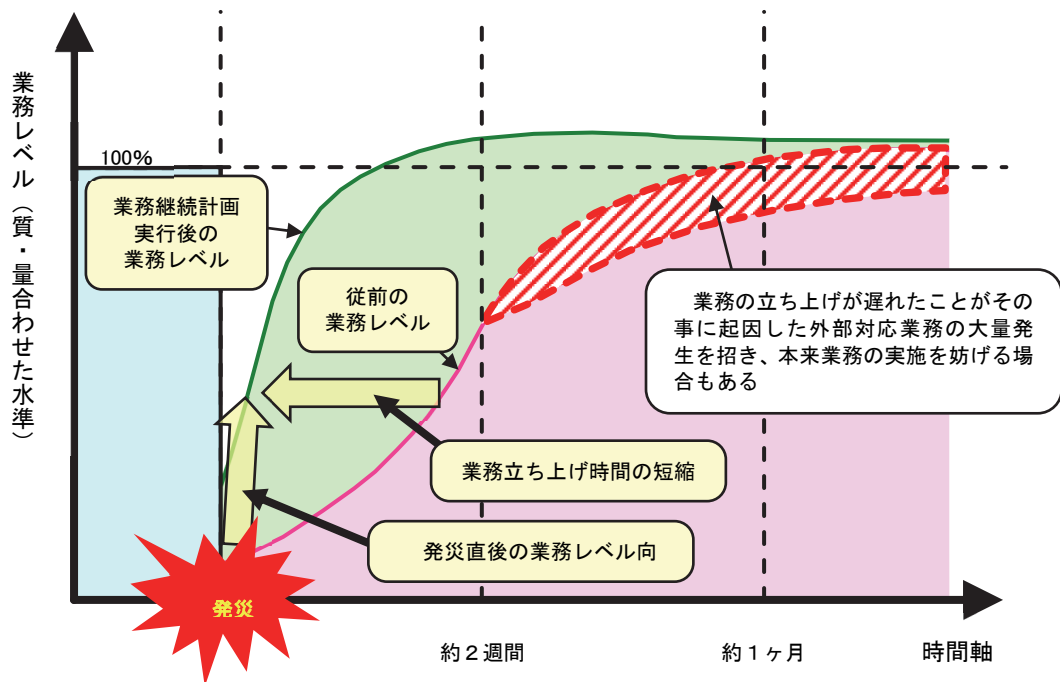 業務レベル（質・量合わせた水準）
100%
業務継続計画
実行後の
業務レベル
従前の
業務レベル
業務の立ち上げが遅れたことがその
事に起因した外部対応業務の大量発
生を招き、本来業務の実施を妨げる場
合もある
業務立ち上げ時間の短縮
発災直後の業務レベル向
発災
約２週間
約１ヶ月
時間軸